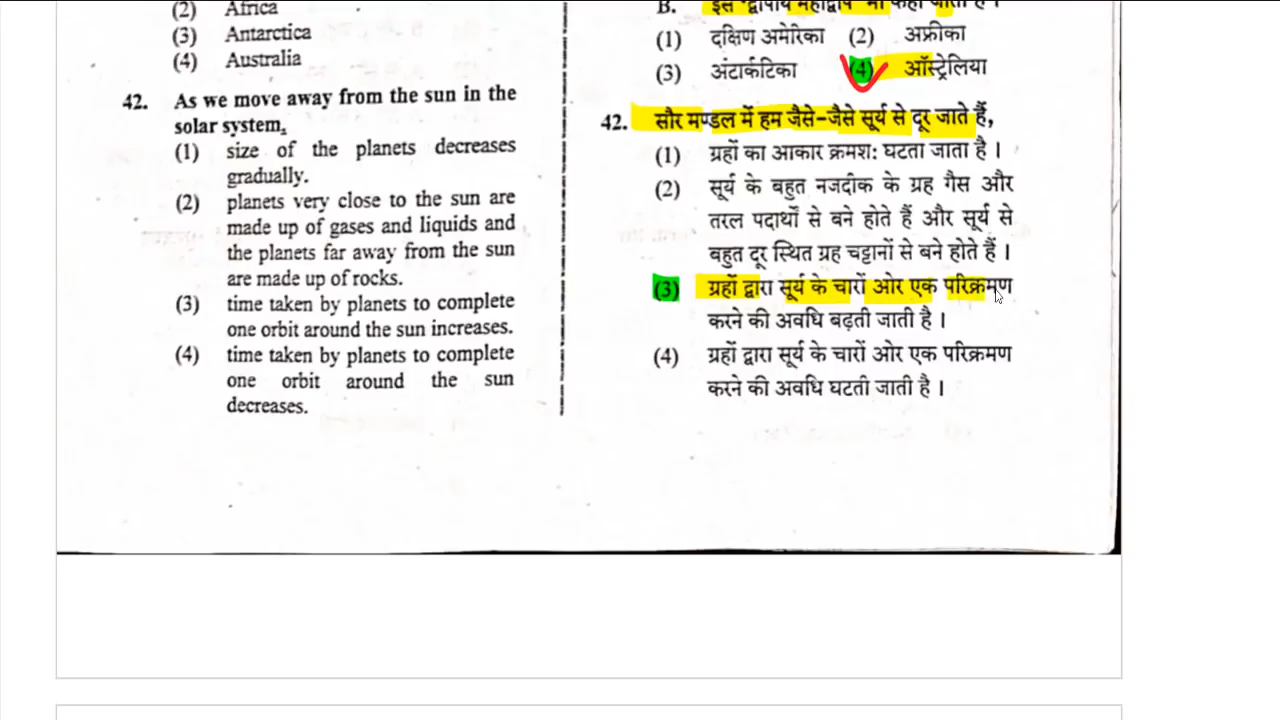 (2) Africa
(3) Antarctica
(4) Australia
42. As we move away from the sun in the
solar system,
(1) size of the planets decreases
gradually.
(2) planets very close to the sun are
made up of gases and liquids and
the planets far away from the sun
are made up of rocks.
(3) time taken by planets to complete
one orbit around the sun increases.
(4) time taken by planets to complete
one orbit around the sun
decreases.
B. इसे 'द्वीपीय महाद्वीप' भी कहा जाता है ।
(1) दक्षिण अमेरिका (2) अफ्रीका
(3) अंटार्कटिका (4) ऑस्ट्रेलिया
42. सौर मण्डल में हम जैसे-जैसे सूर्य से दूर जाते हैं,
(1) ग्रहों का आकार क्रमश: घटता जाता है ।
(2) सूर्य के बहुत नजदीक के ग्रह गैस और
तरल पदार्थों से बने होते हैं और सूर्य से
बहुत दूर स्थित ग्रह चट्टानों से बने होते हैं ।
(3) ग्रहों द्वारा सूर्य के चारों ओर एक परिक्रमण
करने की अवधि बढ़ती जाती है ।
(4) ग्रहों द्वारा सूर्य के चारों ओर एक परिक्रमण
करने की अवधि घटती जाती है ।